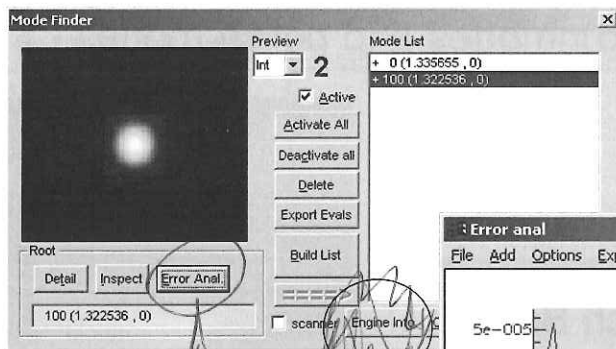 Mode Finder
Preview
Mode List
Int
2
+ 0 (1.335655 , 0)
+ 100 (1.322536 , 0)
Active
Activate All
Deactivate all
Delete
Export Evals
Build List
Root
Detail
Inspect
Error Anal.
100 (1.322536 , 0)
scanner
Engine Info
Error anal
File Add Options
5e-005